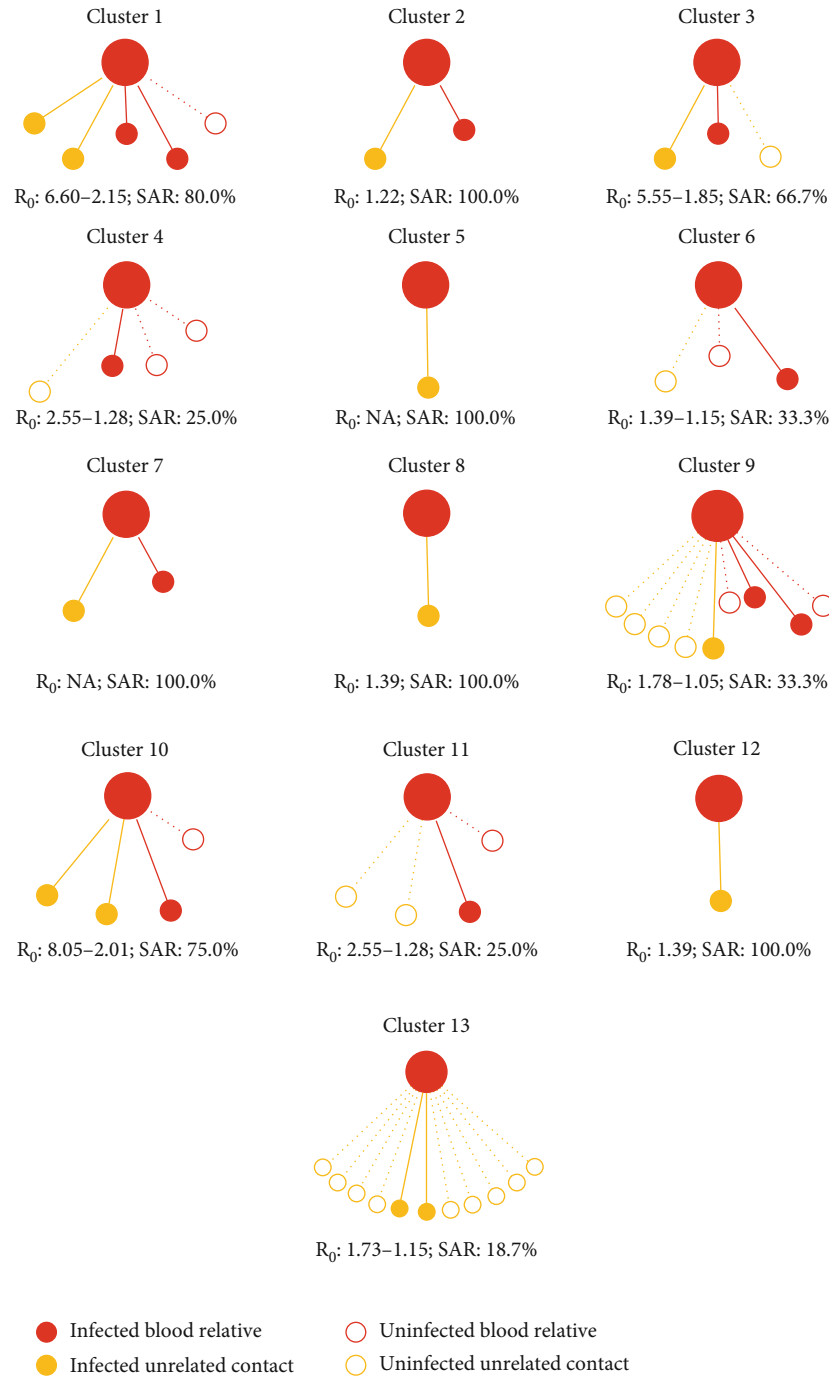 Cluster 1
Cluster 2
Cluster 3
R₀: 6.60–2.15; SAR: 80.0%
R₀: 1.22; SAR: 100.0%
R₀: 5.55–1.85; SAR: 66.7%
Cluster 4
Cluster 5
Cluster 6
R₀: 2.55–1.28; SAR: 25.0%
R₀: NA; SAR: 100.0%
R₀: 1.39–1.15; SAR: 33.3%
Cluster 7
Cluster 8
Cluster 9
R₀: NA; SAR: 100.0%
R₀: 1.39; SAR: 100.0%
R₀: 1.78–1.05; SAR: 33.3%
Cluster 10
Cluster 11
Cluster 12
R₀: 8.05–2.01; SAR: 75.0%
R₀: 2.55–1.28; SAR: 25.0%
R₀: 1.39; SAR: 100.0%
Cluster 13
R₀: 1.73–1.15; SAR: 18.7%
Infected blood relative
Uninfected blood relative
Infected unrelated contact
Uninfected unrelated contact